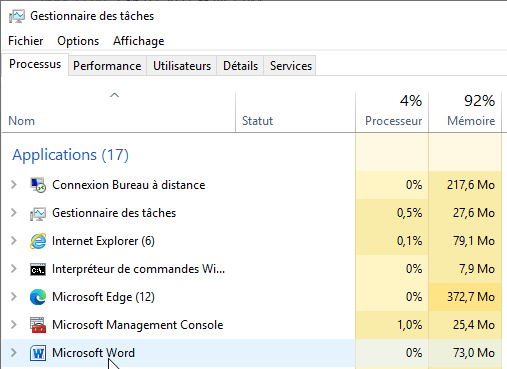 Gestionnaire des tâches
Fichier Options Affichage
Processus Performance Utilisateurs Détails Services
4% 92%
Nom Statut Processeur Mémoire
Applications (17)
Connexion Bureau à distance 0% 217,6 Mo
Gestionnaire des tâches 0,5% 27,6 Mo
Internet Explorer (6) 0,1% 79,1 Mo
Interpréteur de commandes Wi... 0% 7,9 Mo
Microsoft Edge (12) 0% 372,7 Mo
Microsoft Management Console 1,0% 25,4 Mo
Microsoft Word 0% 73,0 Mo